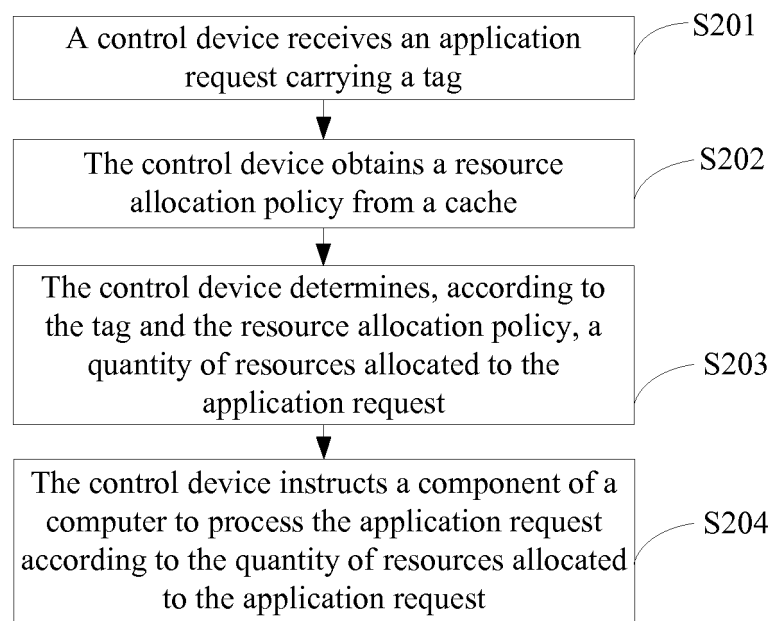 A control device receives an application
request carrying a tag
S201
The control device obtains a resource
allocation policy from a cache
S202
The control device determines, according to
the tag and the resource allocation policy, a
quantity of resources allocated to the
application request
S203
The control device instructs a component of a
computer to process the application request
according to the quantity of resources allocated
to the application request
S204